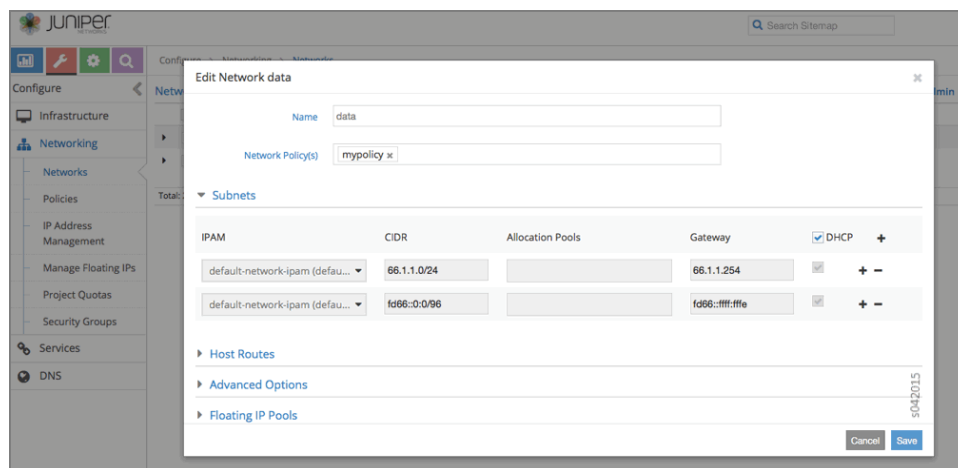 JUNIPER
NETWORKS
Search Sitemap
Configure > Networking > Networks
Configure
Netw
Edit Network data
×
dmin
Infrastructure
Networking
Networks
Policies
IP Address
Management
Manage Floating IPs
Project Quotas
Security Groups
Services
DNS
Total:
Name data
Network Policy(s) mypolicy ×
Subnets
IPAM CIDR Allocation Pools Gateway DHCP +
default-network-ipam (defau... 66.1.1.0/24 66.1.1.254 + −
default-network-ipam (defau... fd66::0:0/96 fd66::ffff:fffe + −
Host Routes
Advanced Options
Floating IP Pools
s042015
Cancel Save